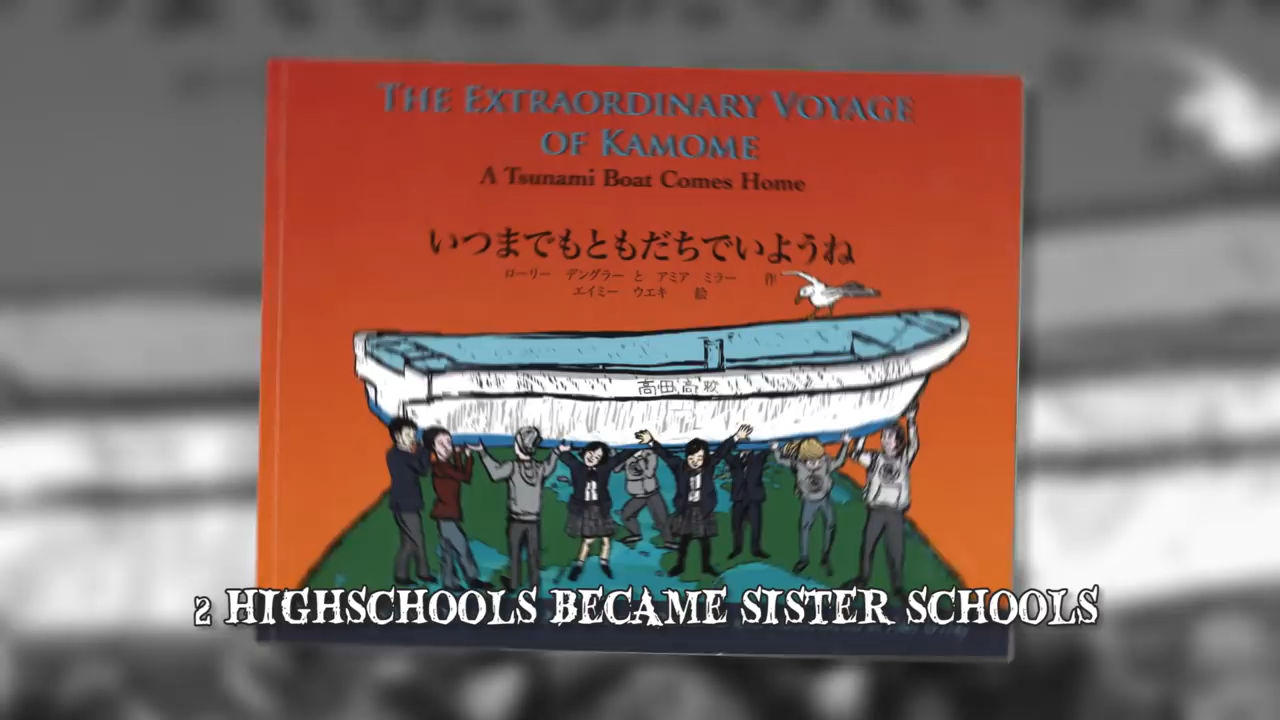 THE EXTRAORDINARY VOYAGE
OF KAMOME
A Tsunami Boat Comes Home
いつまでもともだちでいようね
ローリー デングラー と アミア ミラー 作
エイミー ウエキ 絵
高田高校
2 HIGHSCHOOLS BECAME SISTER SCHOOLS